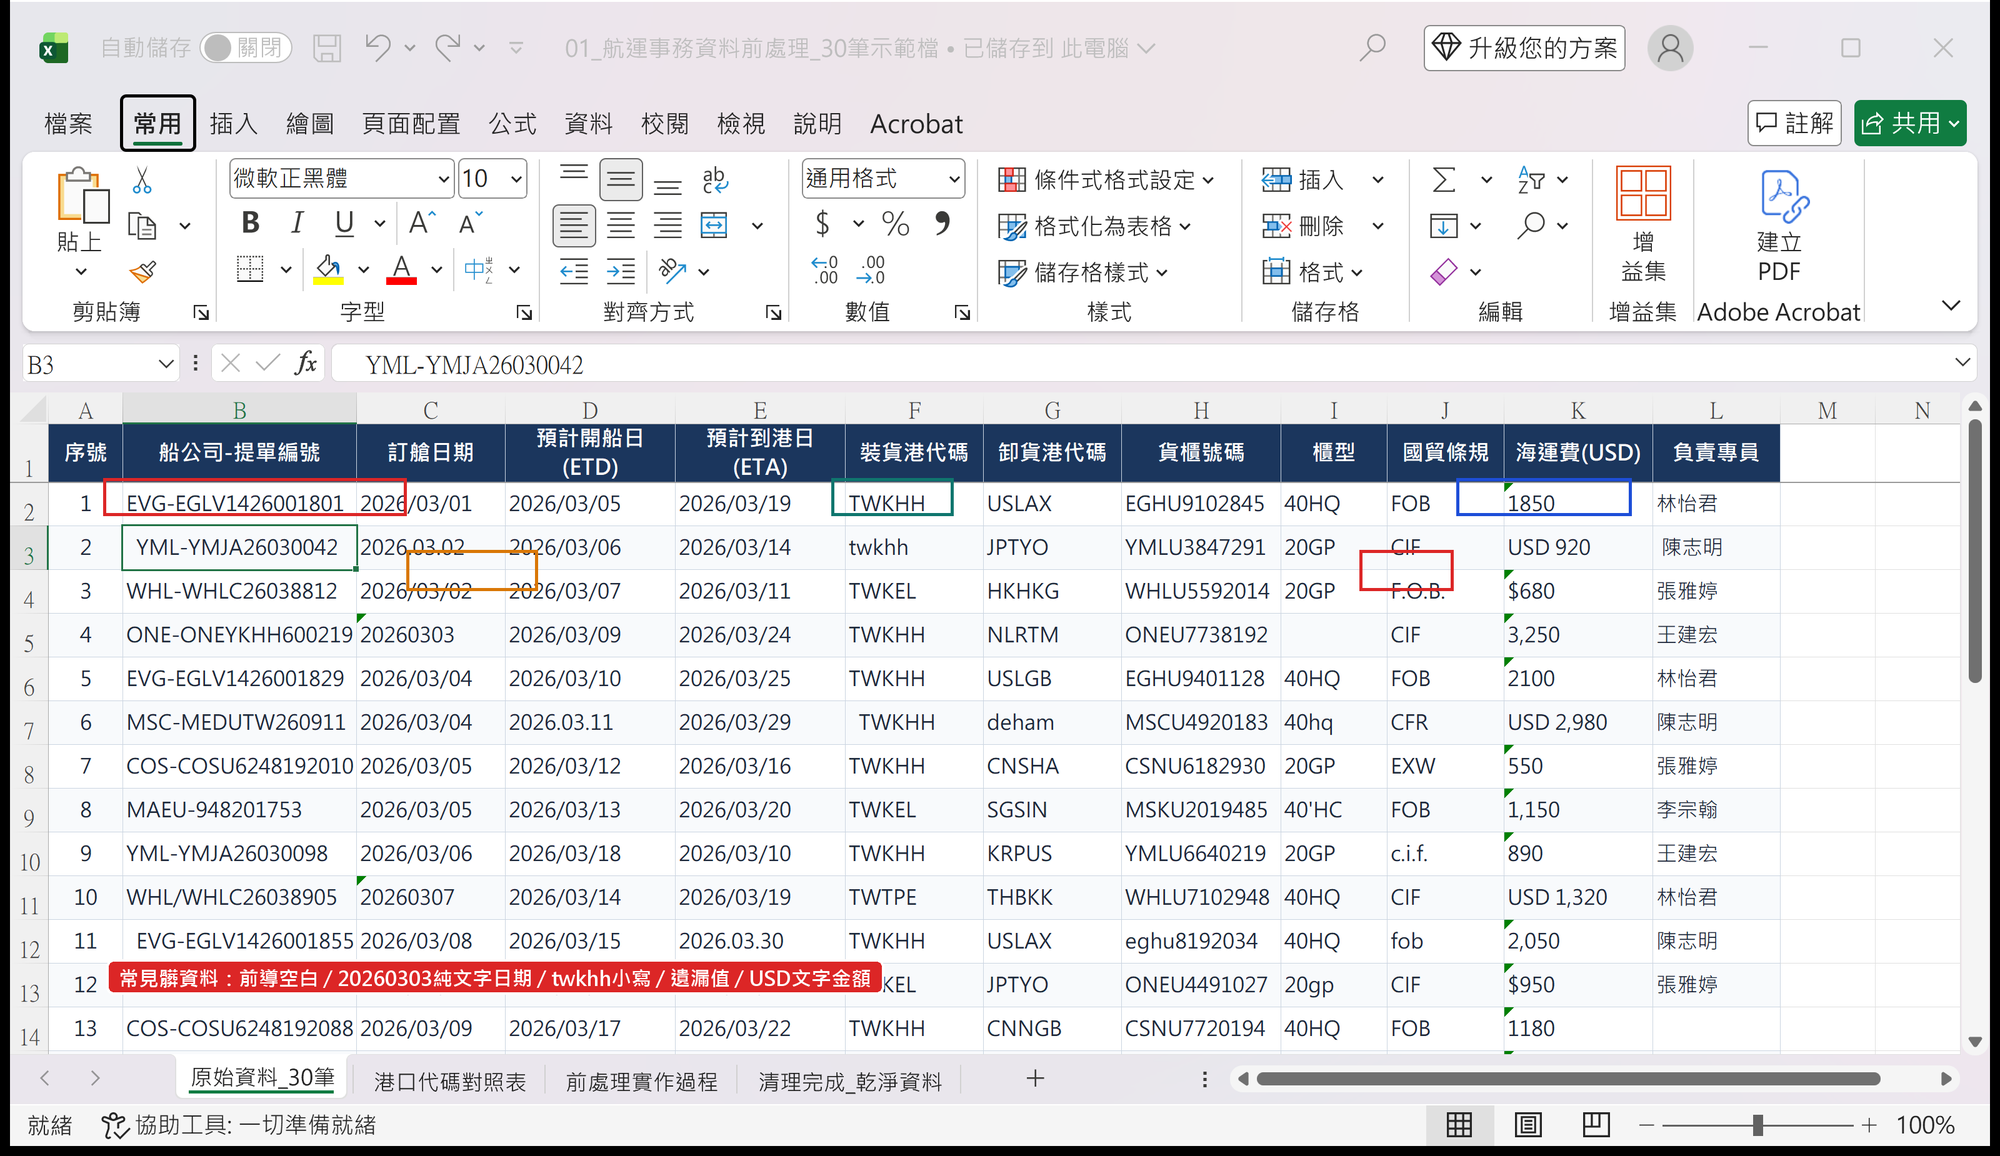 自動儲存 關閉 01_航運事務資料前處理_30筆示範檔 • 已儲存到 此電腦 升級您的方案
檔案 常用 插入 繪圖 頁面配置 公式 資料 校閱 檢視 說明 Acrobat 註解 共用
貼上
剪貼簿
微軟正黑體 10
B I U A A
A 中
字型
ab c
對齊方式
通用格式
$ % 9
.00 .00
數值
條件式格式設定
格式化為表格
儲存格樣式
樣式
插入
刪除
格式
儲存格
編輯
增益集
增益集
建立 PDF
Adobe Acrobat
B3 fx YML-YMJA26030042
A B C D E F G H I J K L M N
1 序號 船公司-提單編號 訂艙日期 預計開船日(ETD) 預計到港日(ETA) 裝貨港代碼 卸貨港代碼 貨櫃號碼 櫃型 國貿條規 海運費(USD) 負責專員
2 1 EVG-EGLV1426001801 2026/03/01 2026/03/05 2026/03/19 TWKHH USLAX EGHU9102845 40HQ FOB 1850 林怡君
3 2 YML-YMJA26030042 2026.03.02 2026/03/06 2026/03/14 twkhh JPTYO YMLU3847291 20GP CIF USD 920 陳志明
4 3 WHL-WHLC26038812 2026/03/02 2026/03/07 2026/03/11 TWKEL HKHKG WHLU5592014 20GP F.O.B. $680 張雅婷
5 4 ONE-ONEYKHH600219 20260303 2026/03/09 2026/03/24 TWKHH NLRTM ONEU7738192 CIF 3,250 王建宏
6 5 EVG-EGLV1426001829 2026/03/04 2026/03/10 2026/03/25 TWKHH USLGB EGHU9401128 40HQ FOB 2100 林怡君
7 6 MSC-MEDUTW260911 2026/03/04 2026.03.11 2026/03/29 TWKHH deham MSCU4920183 40hq CFR USD 2,980 陳志明
8 7 COS-COSU6248192010 2026/03/05 2026/03/12 2026/03/16 TWKHH CNSHA CSNU6182930 20GP EXW 550 張雅婷
9 8 MAEU-948201753 2026/03/05 2026/03/13 2026/03/20 TWKEL SGSIN MSKU2019485 40'HC FOB 1,150 李宗翰
10 9 YML-YMJA26030098 2026/03/06 2026/03/18 2026/03/10 TWKHH KRPUS YMLU6640219 20GP c.i.f. 890 王建宏
11 10 WHL/WHLC26038905 20260307 2026/03/14 2026/03/19 TWTPE THBKK WHLU7102948 40HQ CIF USD 1,320 林怡君
12 11 EVG-EGLV1426001855 2026/03/08 2026/03/15 2026.03.30 TWKHH USLAX eghu8192034 40HQ fob 2,050 陳志明
13 12 常見髒資料：前導空白 / 20260303純文字日期 / twkhh小寫 / 遺漏值 / USD文字金額 KEL JPTYO ONEU4491027 20gp CIF $950 張雅婷
14 13 COS-COSU6248192088 2026/03/09 2026/03/17 2026/03/22 TWKHH CNNGB CSNU7720194 40HQ FOB 1180
原始資料_30筆 港口代碼對照表 前處理實作過程 清理完成_乾淨資料
就緒 協助工具: 一切準備就緒 100%